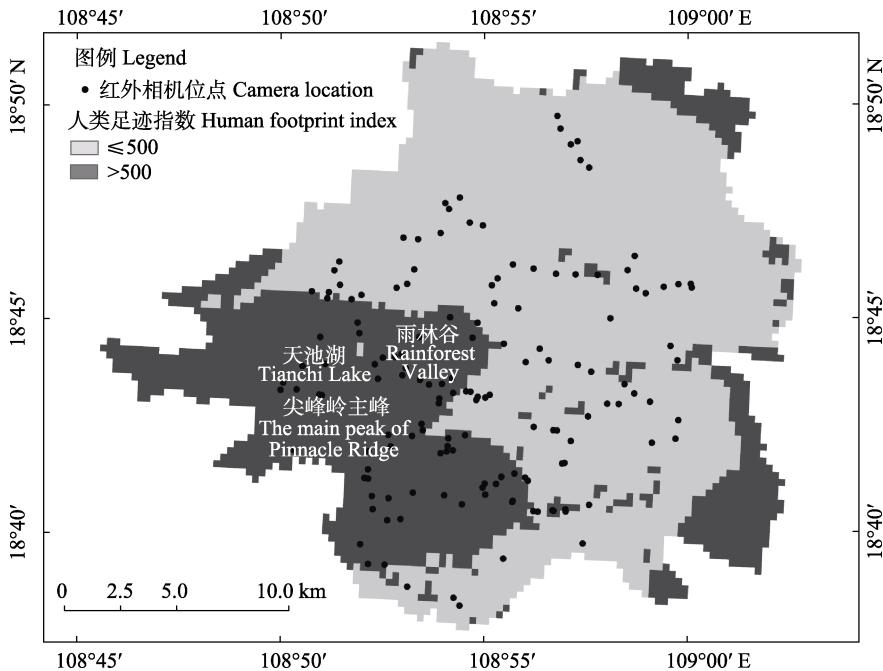 108°45′ 108°50′ 108°55′ 109°00′ E
图例 Legend
红外相机位点 Camera location
人类足迹指数 Human footprint index
≤500
>500
18°50′ N
18°50′ N
18°45′
18°45′
雨林谷
Rainforest
Valley
天池湖
Tianchi Lake
尖峰岭主峰
The main peak of
Pinnacle Ridge
18°40′
18°40′
0 2.5 5.0 10.0 km
108°45′ 108°50′ 108°55′ 109°00′ E